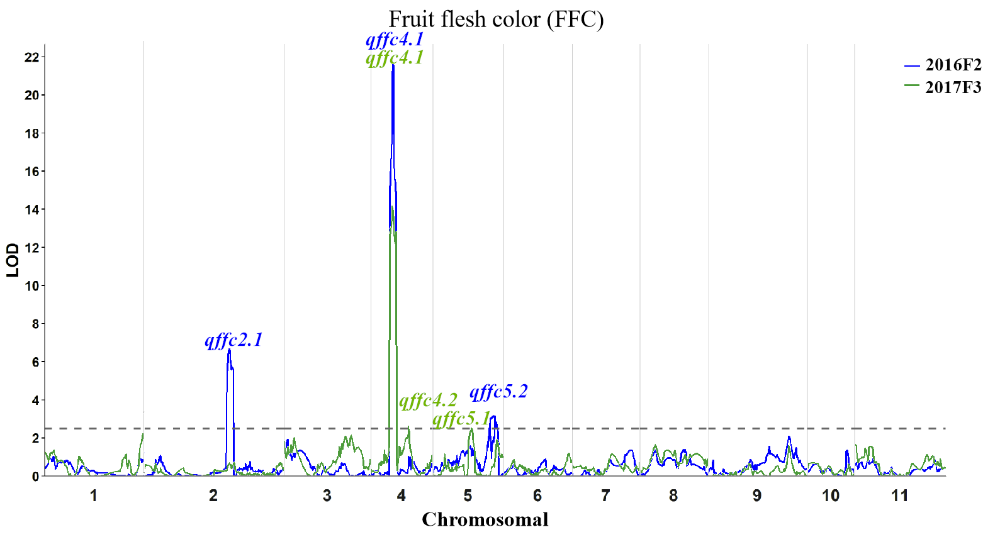 Fruit flesh color (FFC)
qffc4.1
qffc4.1
2016F2
2017F3
22
20
18
16
14
12
10
8
6
4
2
0
LOD
qffc2.1
qffc4.2
qffc5.2
qffc5.1
1 2 3 4 5 6 7 8 9 10 11
Chromosomal